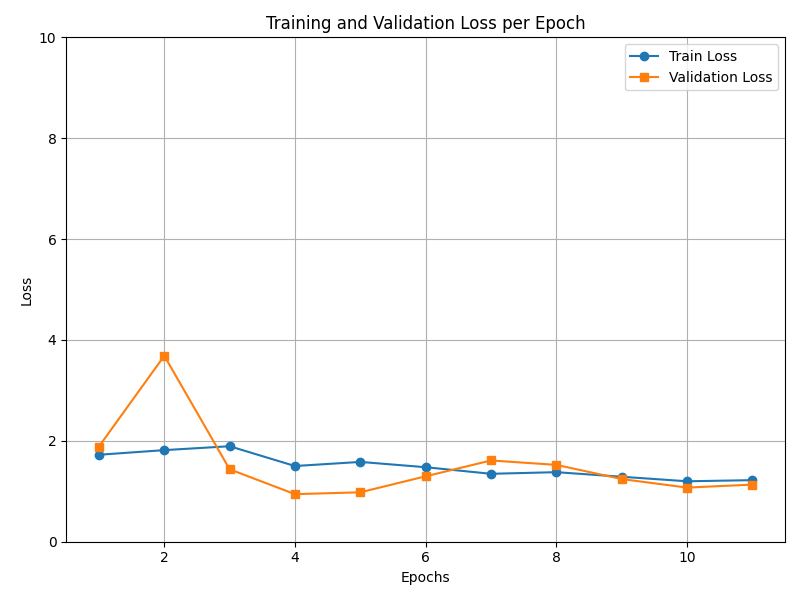 Training and Validation Loss per Epoch
Train Loss
Validation Loss
Loss
10
8
6
4
2
0
2 4 6 8 10
Epochs